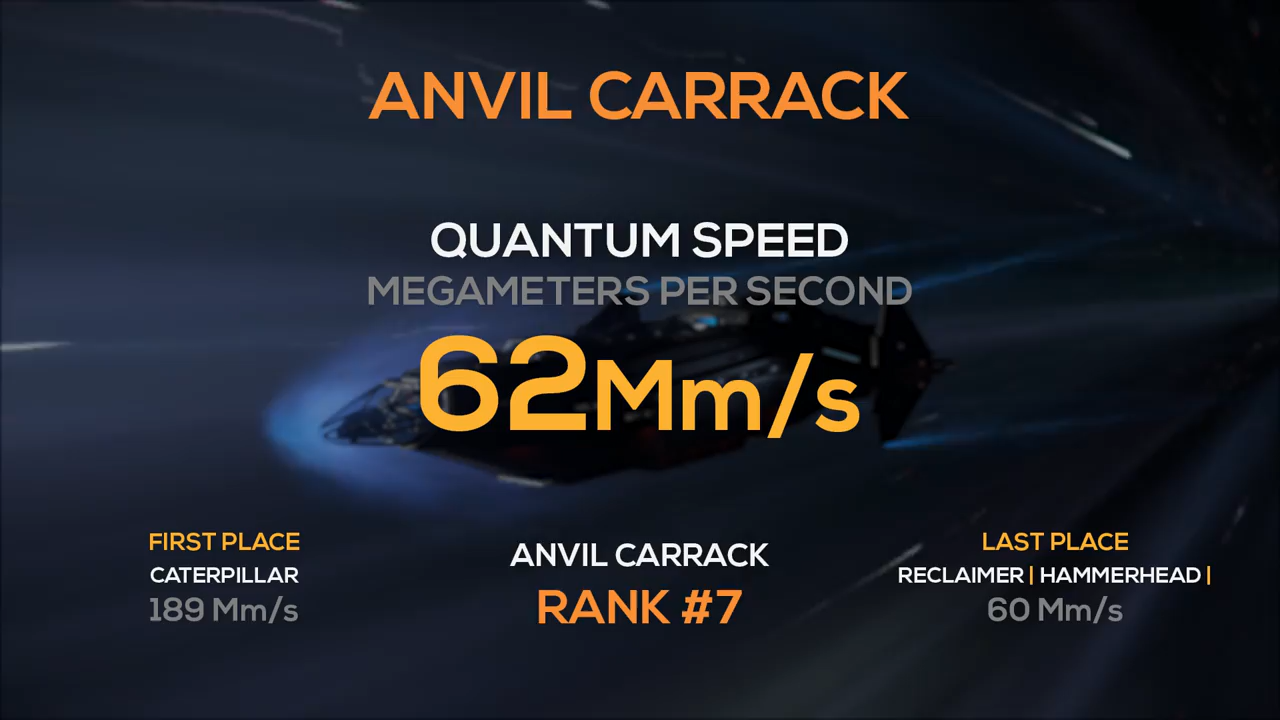 ANVIL CARRACK
QUANTUM SPEED
MEGAMETERS PER SECOND
62Mm/s
FIRST PLACE
CATERPILLAR
189 Mm/s
ANVIL CARRACK
RANK #7
LAST PLACE
RECLAIMER | HAMMERHEAD |
60 Mm/s